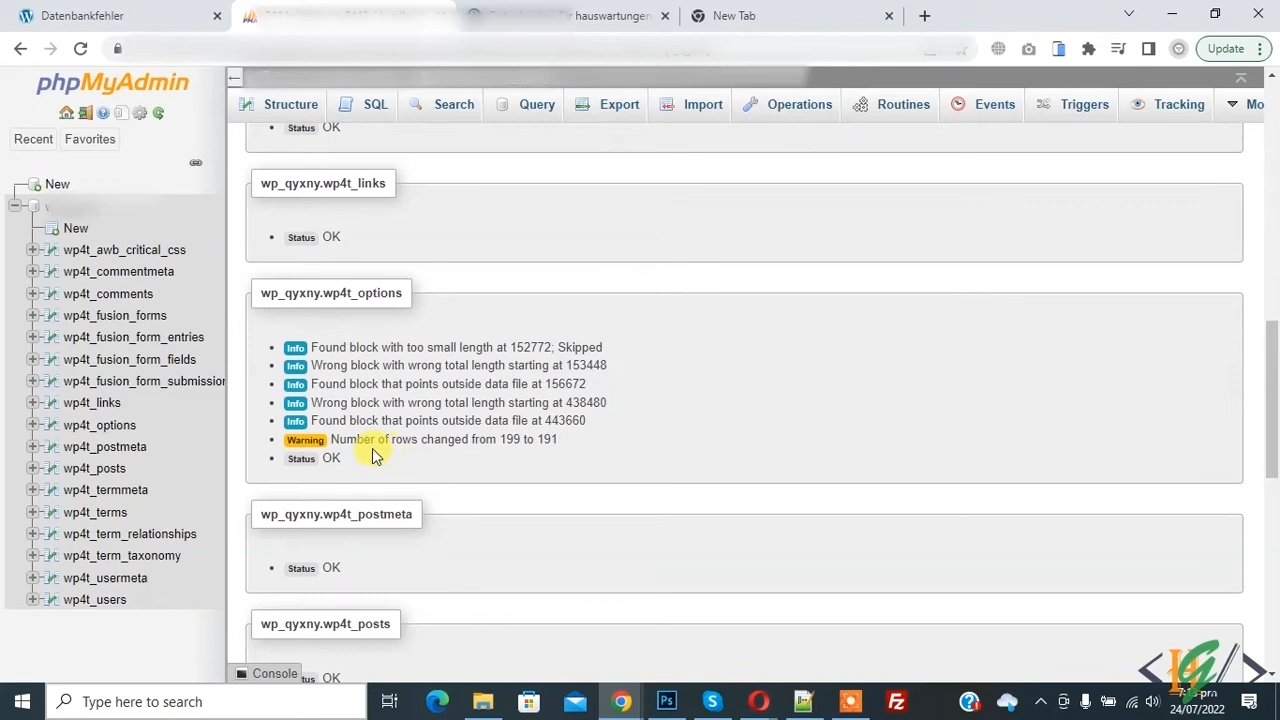 Datenbankfehler
für hauswartungen
New Tab
Update
phpMyAdmin
Recent
Favorites
New
New
wp4t_awb_critical_css
wp4t_commentmeta
wp4t_comments
wp4t_fusion_forms
wp4t_fusion_form_entries
wp4t_fusion_form_fields
wp4t_fusion_form_submission
wp4t_links
wp4t_options
wp4t_postmeta
wp4t_posts
wp4t_termmeta
wp4t_terms
wp4t_term_relationships
wp4t_term_taxonomy
wp4t_usermeta
wp4t_users
Structure
SQL
Search
Query
Export
Import
Operations
Routines
Events
Triggers
Tracking
Mo
Status OK
wp_qyxny.wp4t_links
Status OK
wp_qyxny.wp4t_options
Info Found block with too small length at 152772; Skipped
Info Wrong block with wrong total length starting at 153448
Info Found block that points outside data file at 156672
Info Wrong block with wrong total length starting at 438480
Info Found block that points outside data file at 443660
Warning Number of rows changed from 199 to 191
Status OK
wp_qyxny.wp4t_postmeta
Status OK
wp_qyxny.wp4t_posts
tus OK
Console
Type here to search
24/07/2022